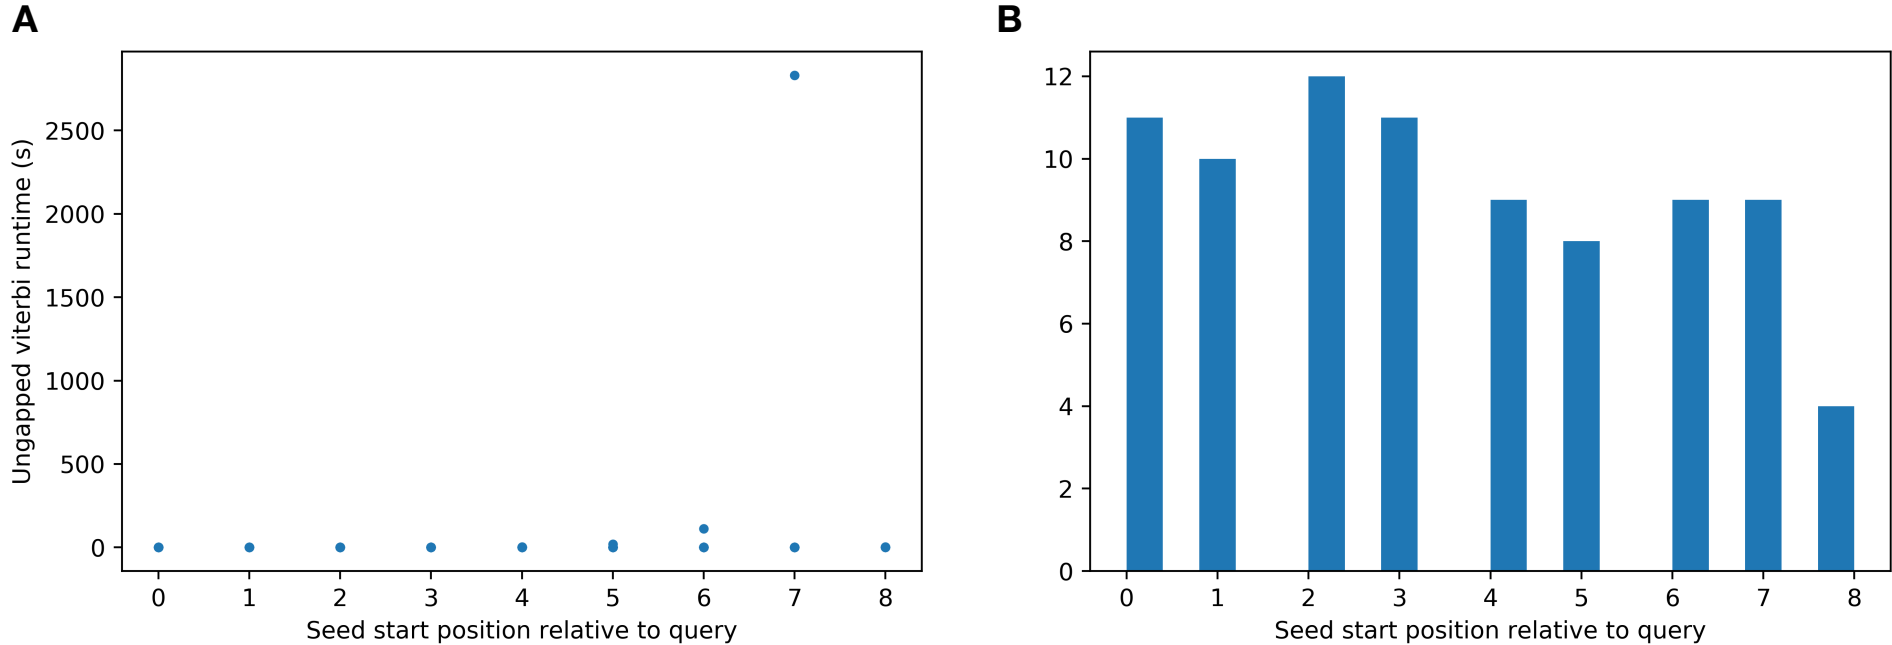 A
Ungapped viterbi runtime (s)
2500
2000
1500
1000
500
0
0 1 2 3 4 5 6 7 8
Seed start position relative to query
B
12
10
8
6
4
2
0
0 1 2 3 4 5 6 7 8
Seed start position relative to query